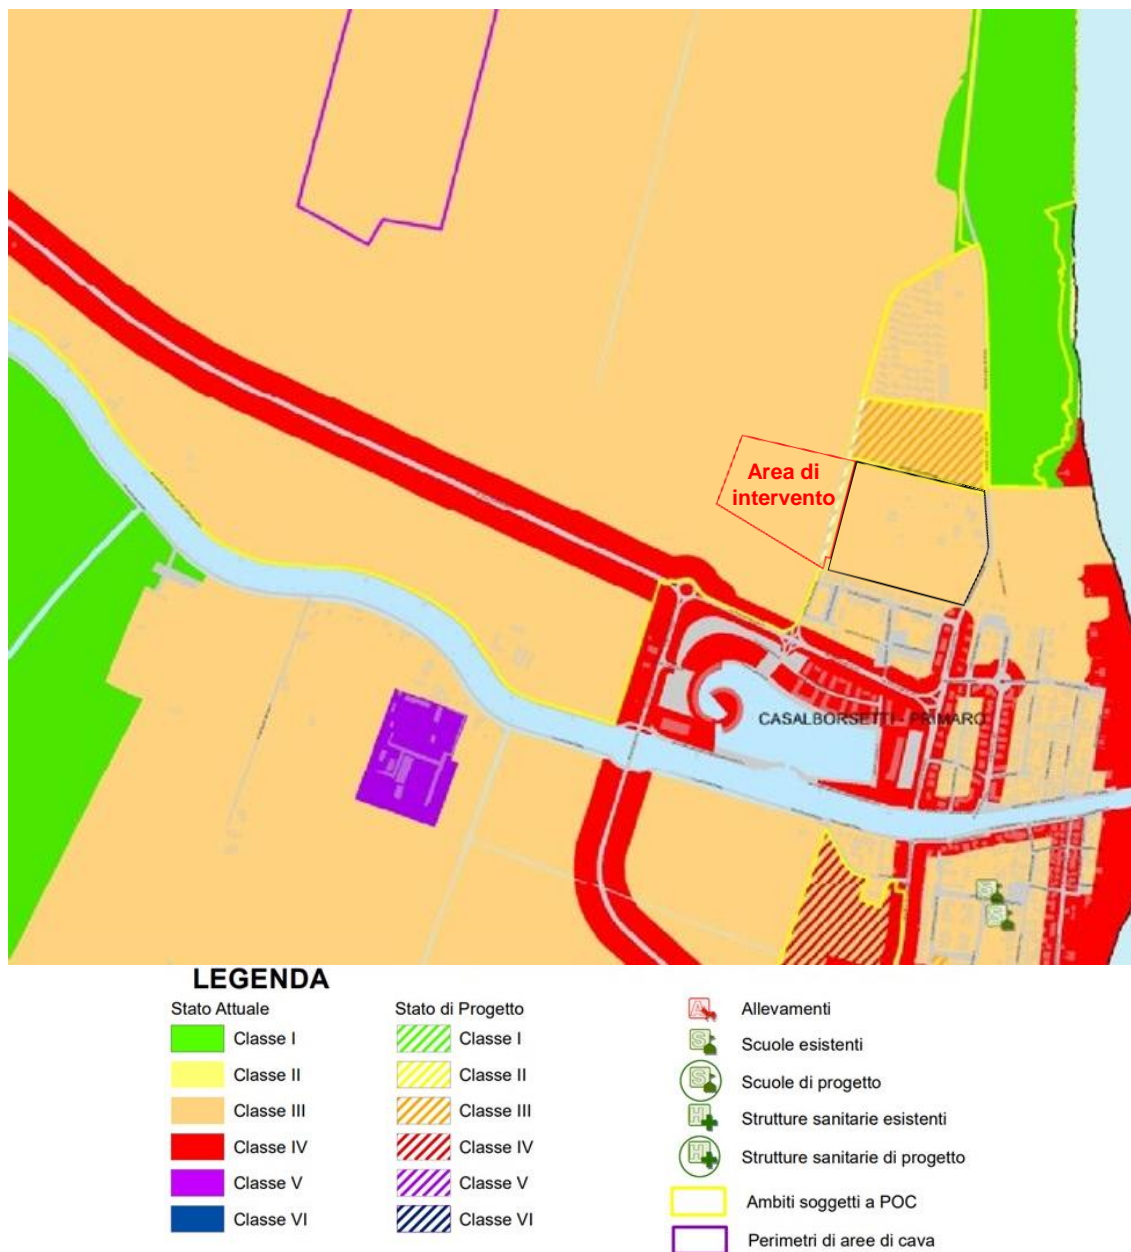 Area di
intervento
CASALBORSETTI - PRIMARO
LEGENDA
Stato Attuale
Classe I
Classe II
Classe III
Classe IV
Classe V
Classe VI
Stato di Progetto
Classe I
Classe II
Classe III
Classe IV
Classe V
Classe VI
Allevamenti
Scuole esistenti
Scuole di progetto
Strutture sanitarie esistenti
Strutture sanitarie di progetto
Ambiti soggetti a POC
Perimetri di aree di cava